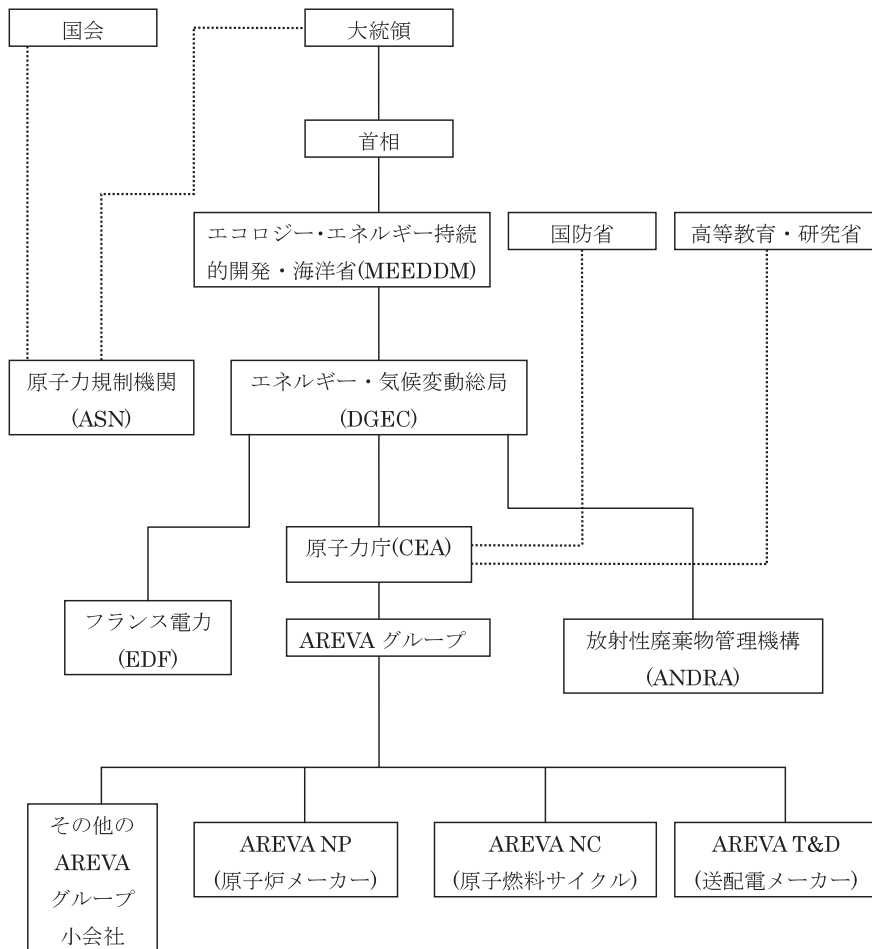 国会
大統領
首相
エコロジー・エネルギー持続
的開発・海洋省(MEEDDM)
国防省
高等教育・研究省
原子力規制機関
(ASN)
エネルギー・気候変動総局
(DGEC)
原子力庁(CEA)
フランス電力
(EDF)
AREVA グループ
放射性廃棄物管理機構
(ANDRA)
その他の
AREVA
グループ
小会社
AREVA NP
(原子炉メーカー)
AREVA NC
(原子燃料サイクル)
AREVA T&D
(送配電メーカー)